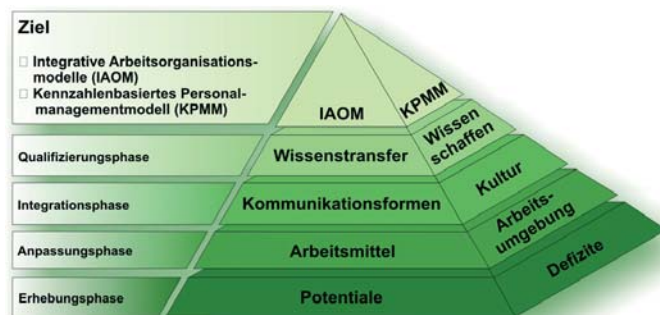 Ziel
Integrative Arbeitsorganisations-
modelle (IAOM)
Kennzahlenbasiertes Personal-
managementmodell (KPMM)
IAOM
KPMM
Qualifizierungsphase
Wissenstransfer
Wissen
schaffen
Integrationsphase
Kommunikationsformen
Kultur
Anpassungsphase
Arbeitsmittel
Arbeits-
umgebung
Erhebungsphase
Potentiale
Defizite